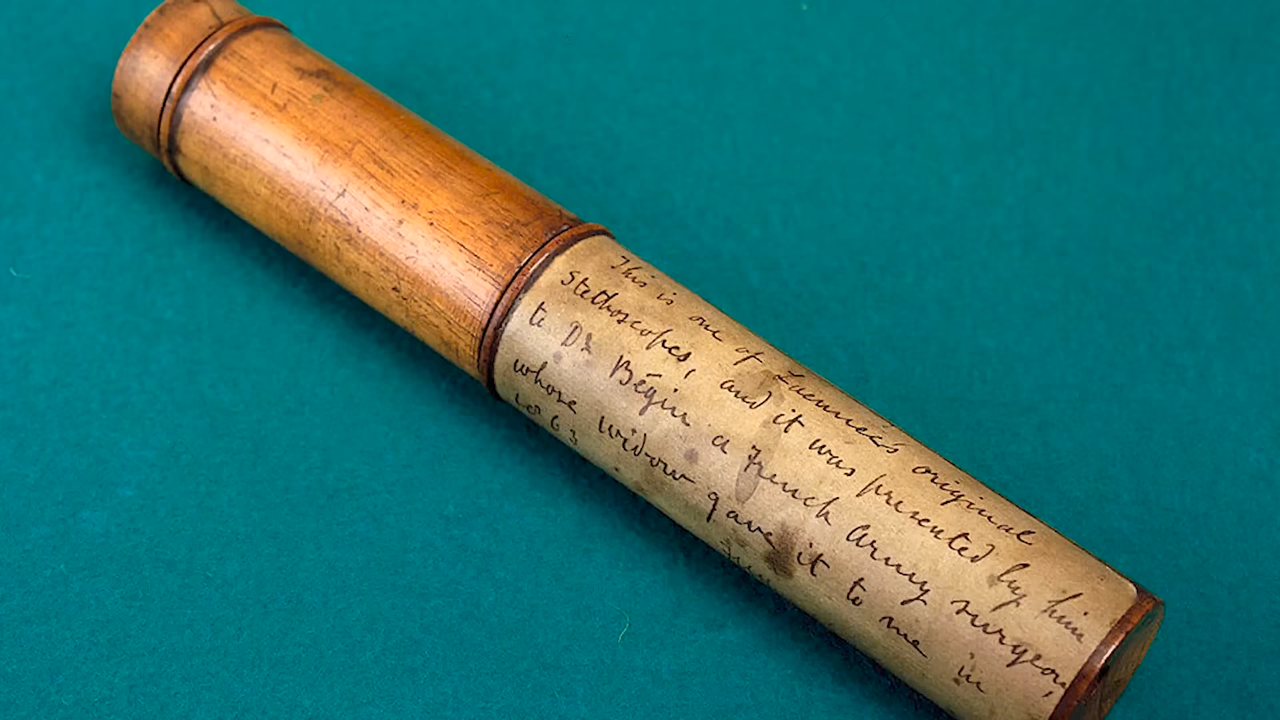 This is one of Laennec's original
stethoscopes, and it was presented by him
to Dr Bégin a French Army surgeon,
whose widow gave it to me in
1863